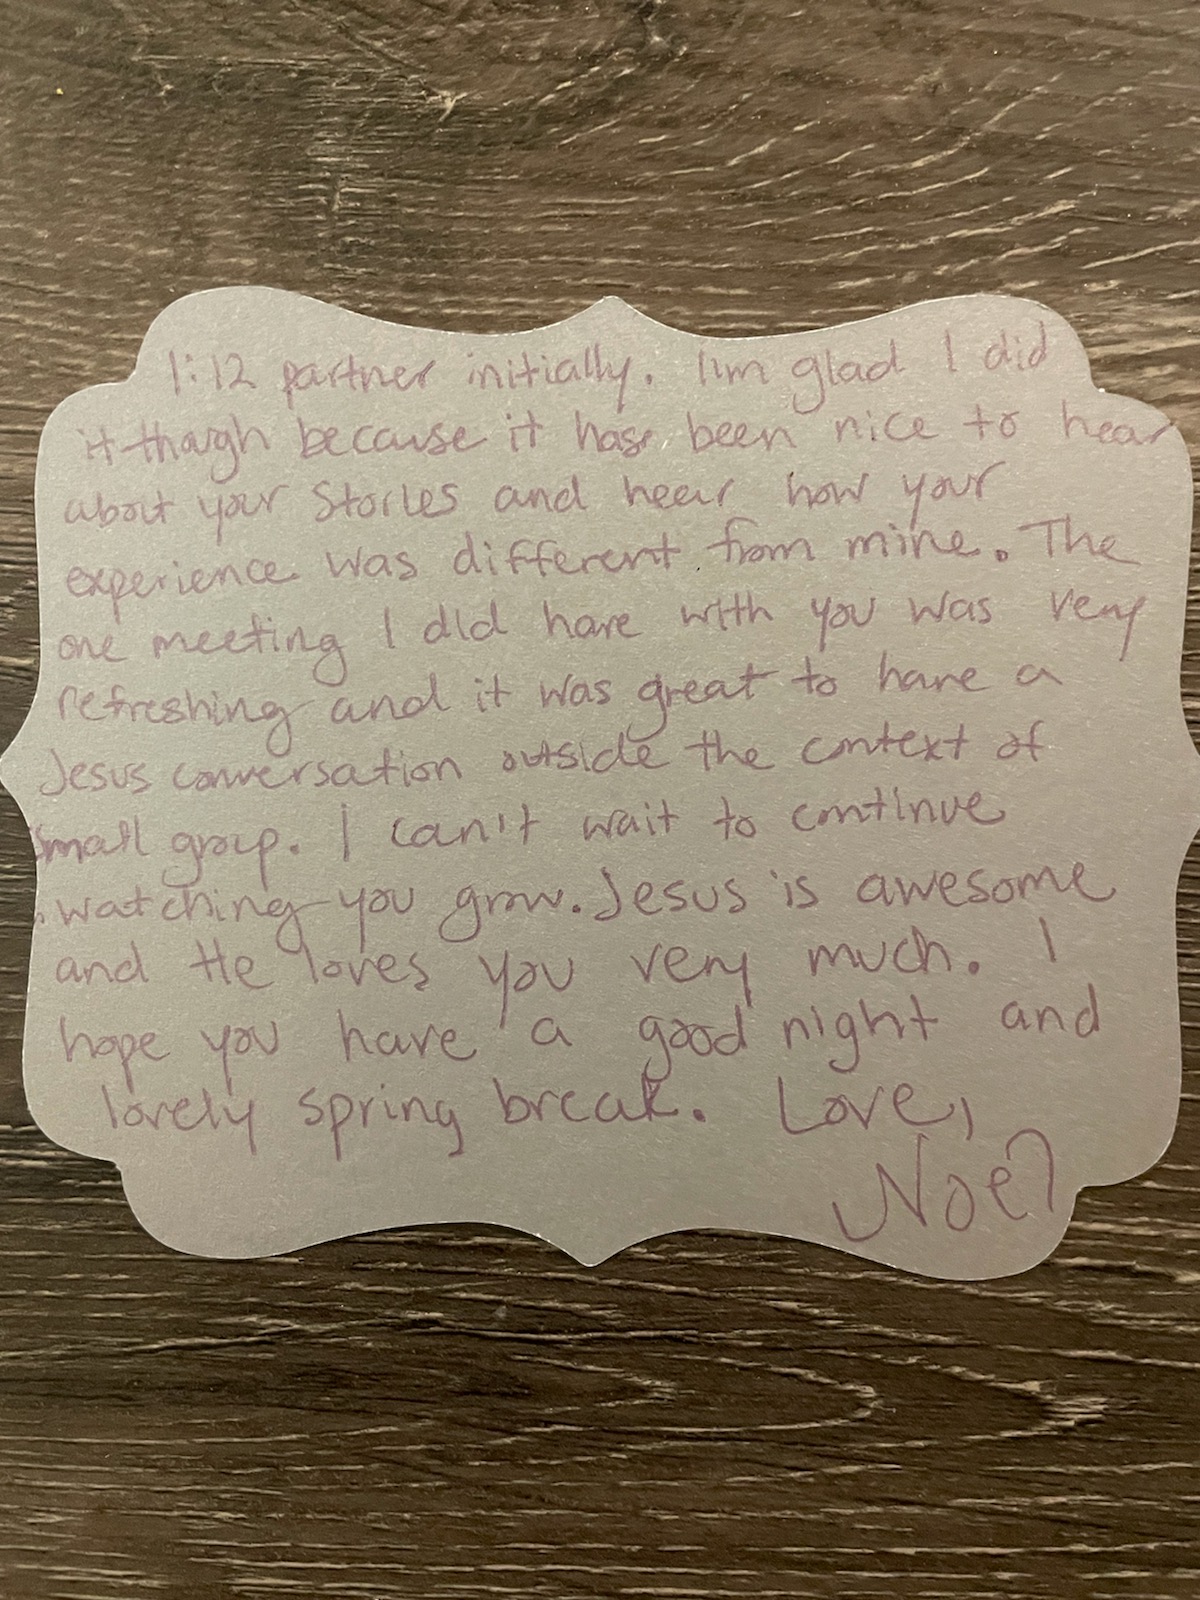 1:12 partner initially. I'm glad I did
it though because it has been nice to hear
about your stories and hear how your
experience was different from mine. The
one meeting I did have with you was very
refreshing and it was great to have a
Jesus conversation outside the context of
small group. I can't wait to continue
watching you grow. Jesus is awesome
and He loves you very much. I
hope you have a good night and
lovely spring break. Love,
Noel